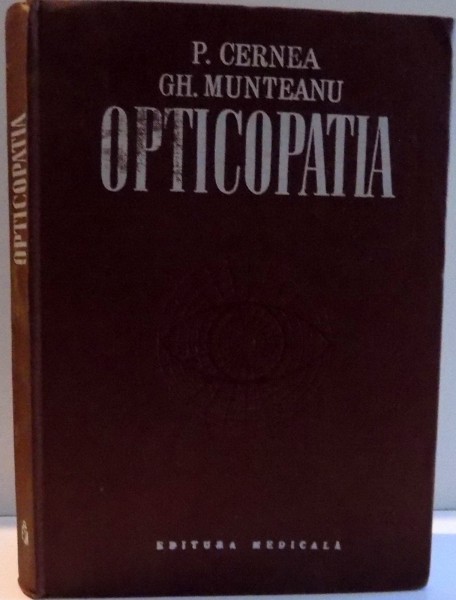 P. CERNEA
GH. MUNTEANU
OPTICOPATIA
EDITURA MEDICALĂ
OPTICOPATIA